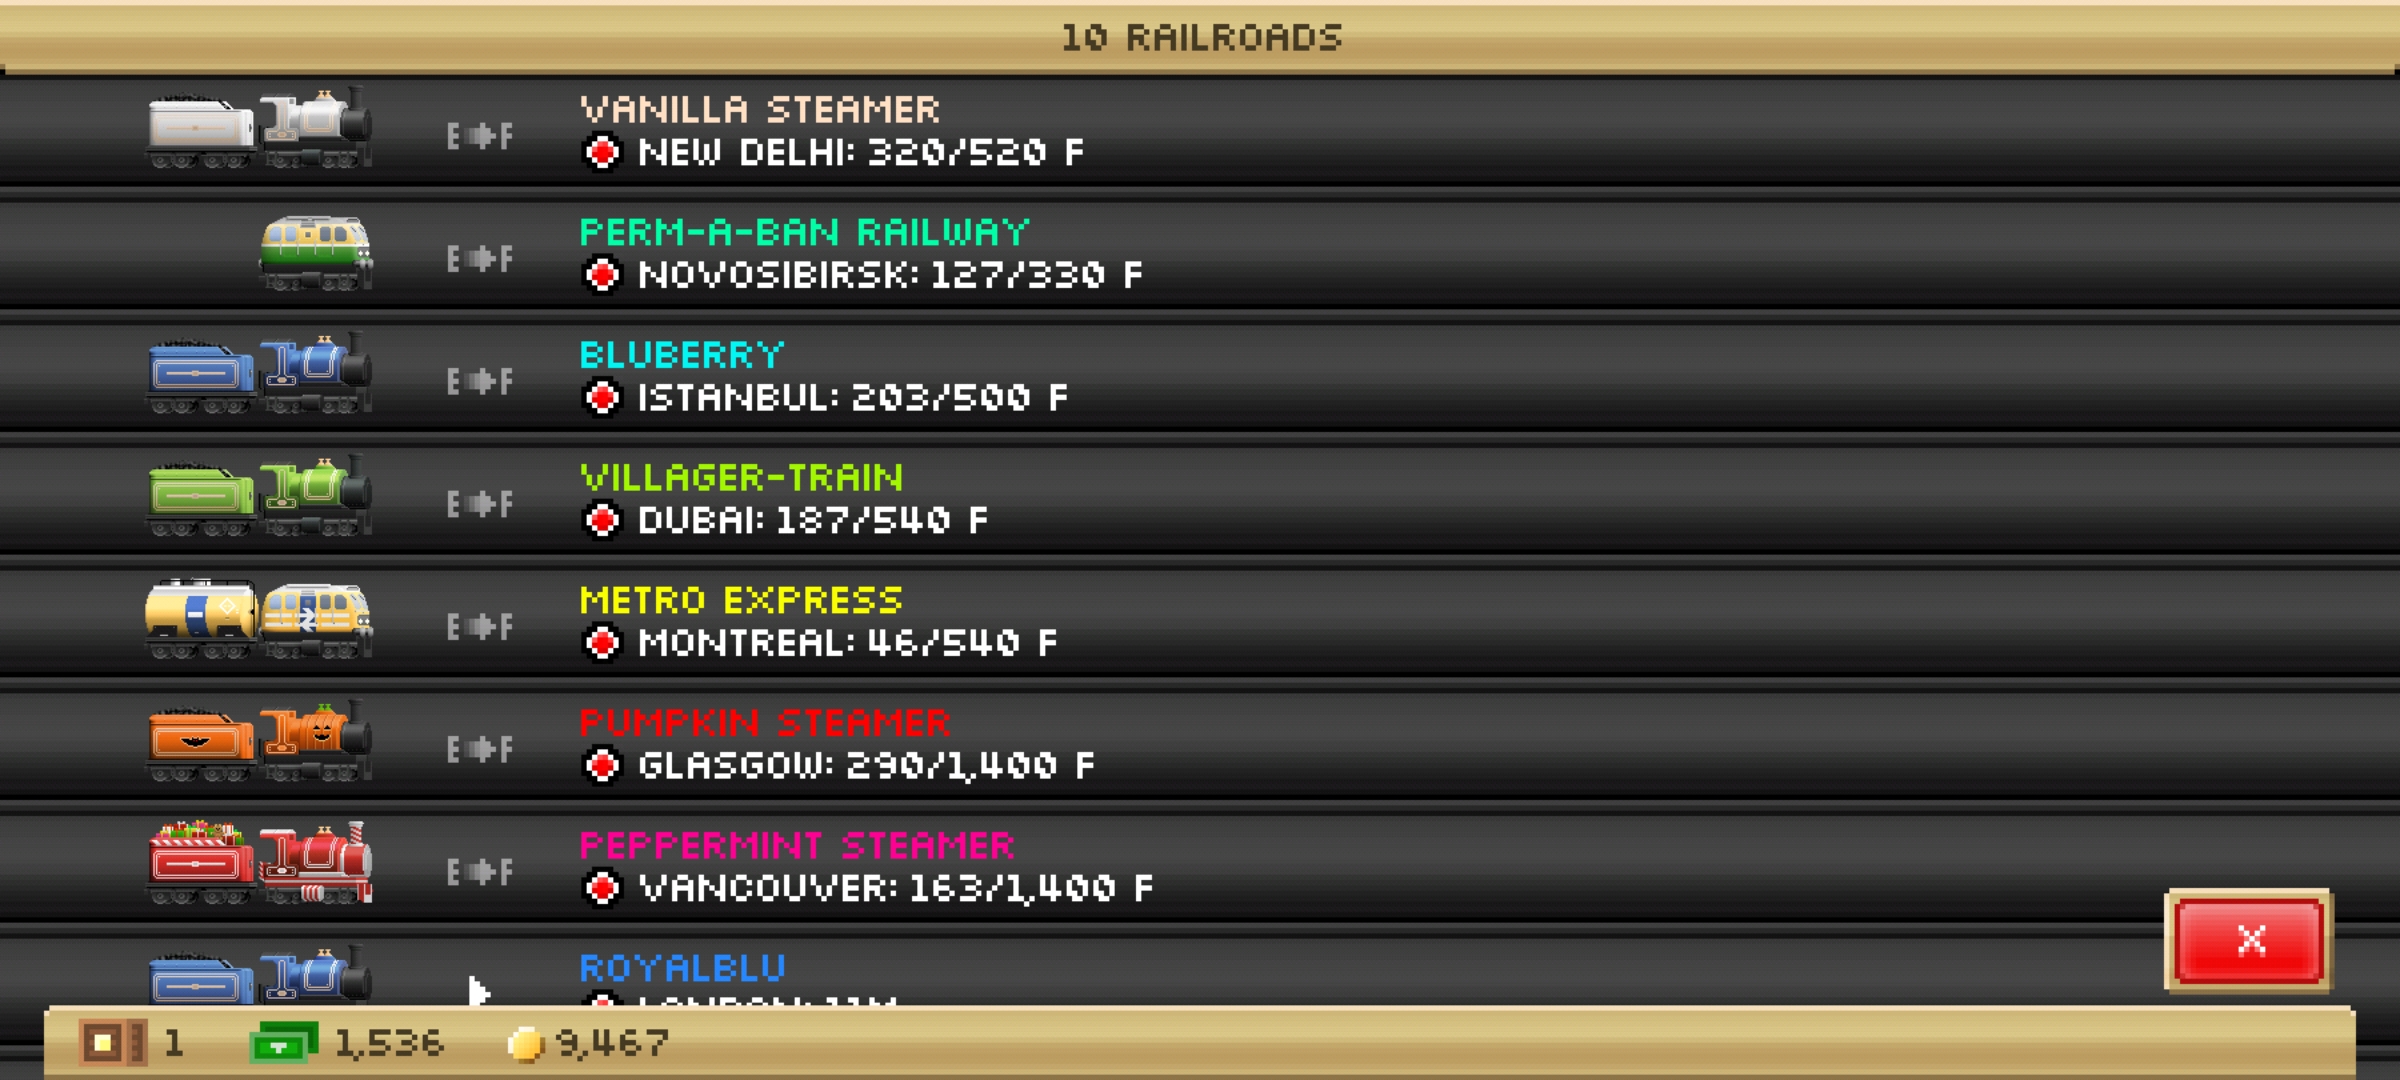 10 RAILROADS
VANILLA STEAMER
E F
NEW DELHI: 320/520 F
PERM-A-BAN RAILWAY
E F
NOVOSIBIRSK: 127/330 F
BLUBERRY
E F
ISTANBUL: 203/500 F
VILLAGER-TRAIN
E F
DUBAI: 187/540 F
METRO EXPRESS
E F
MONTREAL: 46/540 F
PUMPKIN STEAMER
E F
GLASGOW: 290/1,400 F
PEPPERMINT STEAMER
E F
VANCOUVER: 163/1,400 F
X
ROYALBLU
1 1,536 9,467